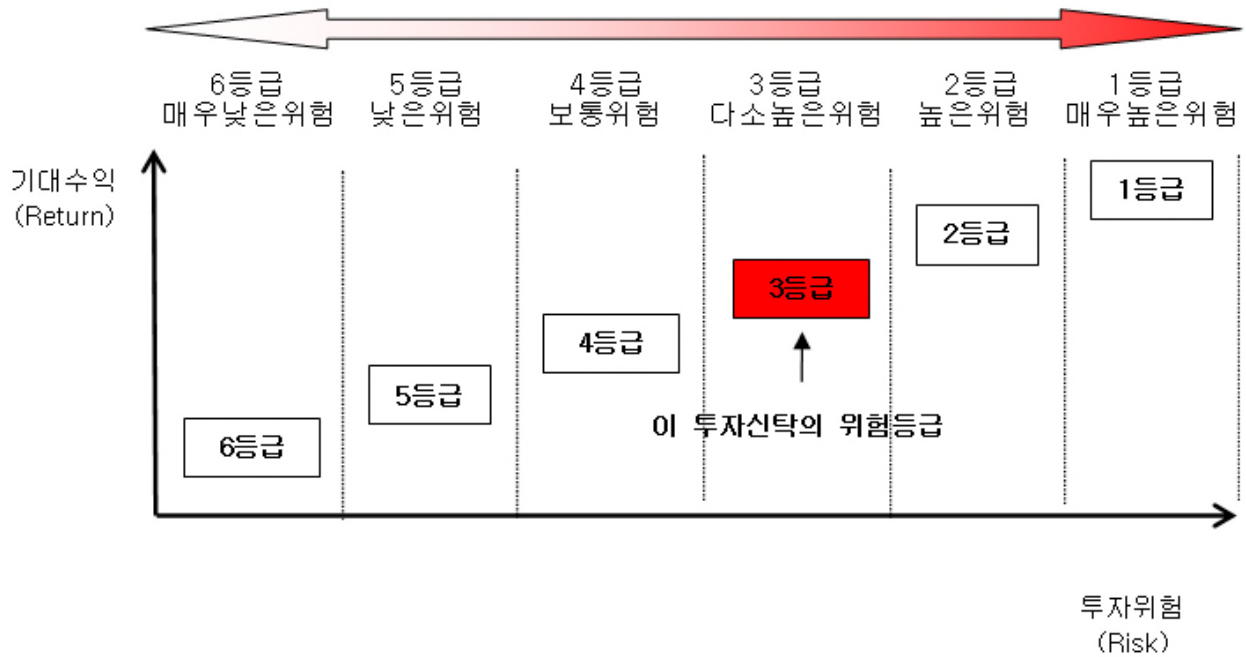 6등급
매우낮은위험
5등급
낮은위험
4등급
보통위험
3등급
다소높은위험
2등급
높은위험
1등급
매우높은위험
기대수익
(Return)
1등급
2등급
3등급
4등급
5등급
6등급
이 투자신탁의 위험등급
투자위험
(Risk)